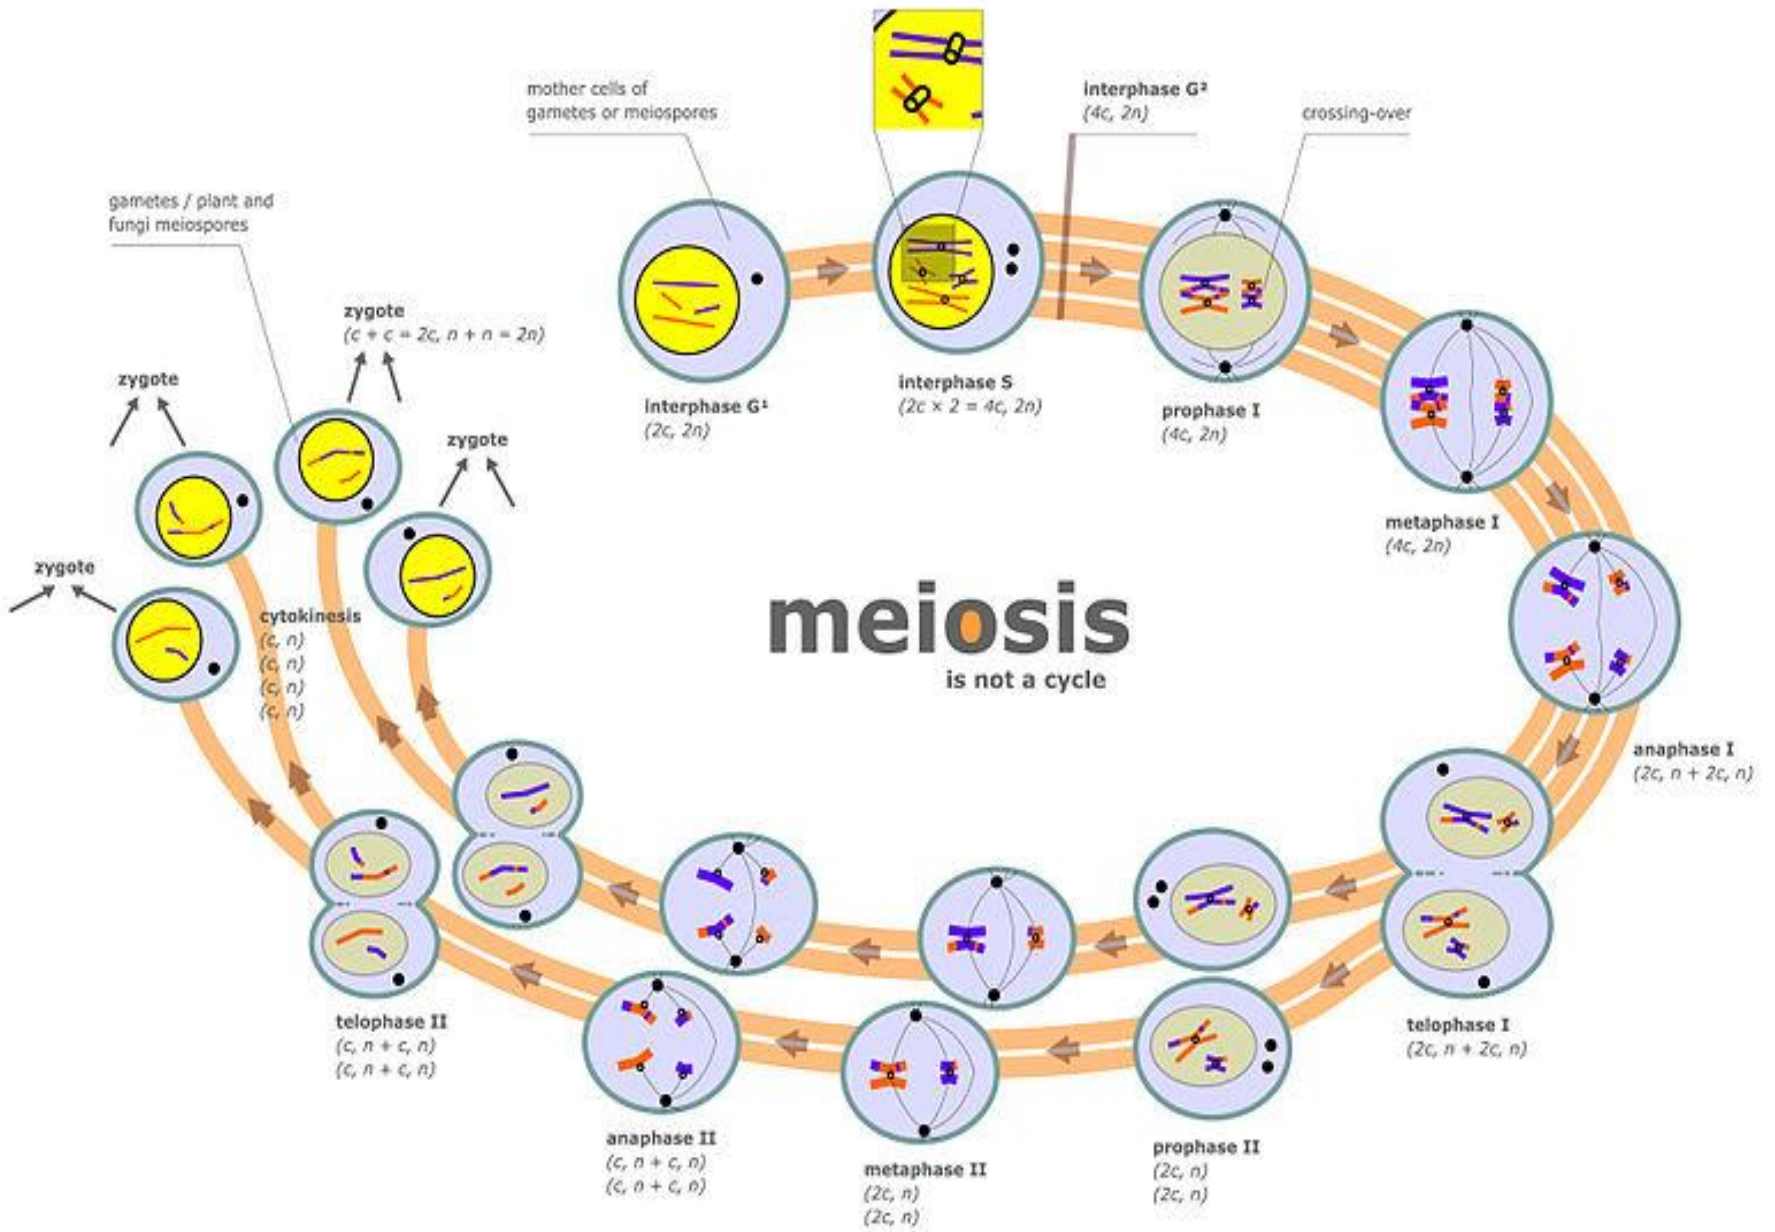 mother cells of
gametes or meiospores
interphase G²
(4c, 2n)
crossing-over
gametes / plant and
fungi meiospores
zygote
(c + c = 2c, n + n = 2n)
zygote
zygote
zygote
interphase G¹
(2c, 2n)
interphase S
(2c × 2 = 4c, 2n)
prophase I
(4c, 2n)
metaphase I
(4c, 2n)
cytokinesis
(c, n)
(c, n)
(c, n)
(c, n)
meiosis
is not a cycle
anaphase I
(2c, n + 2c, n)
telophase I
(2c, n + 2c, n)
prophase II
(2c, n)
(2c, n)
metaphase II
(2c, n)
(2c, n)
anaphase II
(c, n + c, n)
(c, n + c, n)
telophase II
(c, n + c, n)
(c, n + c, n)